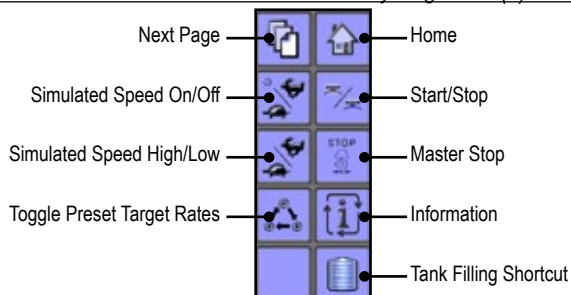 Next Page
Home
Simulated Speed On/Off
Start/Stop
STOP
Simulated Speed High/Low
Master Stop
Toggle Preset Target Rates
Information
Tank Filling Shortcut